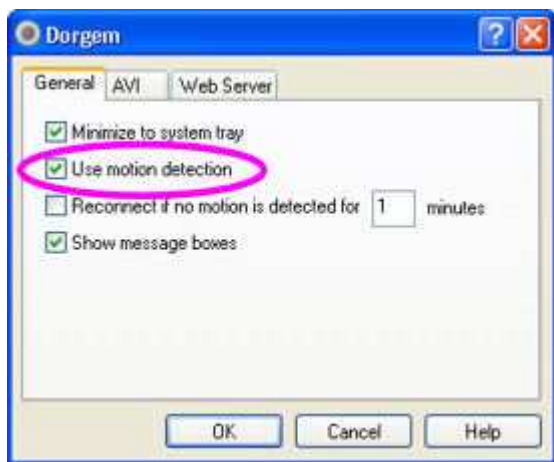 Dorgem
General AVI Web Server
Minimize to system tray
Use motion detection
Reconnect if no motion is detected for 1 minutes
Show message boxes
OK Cancel Help